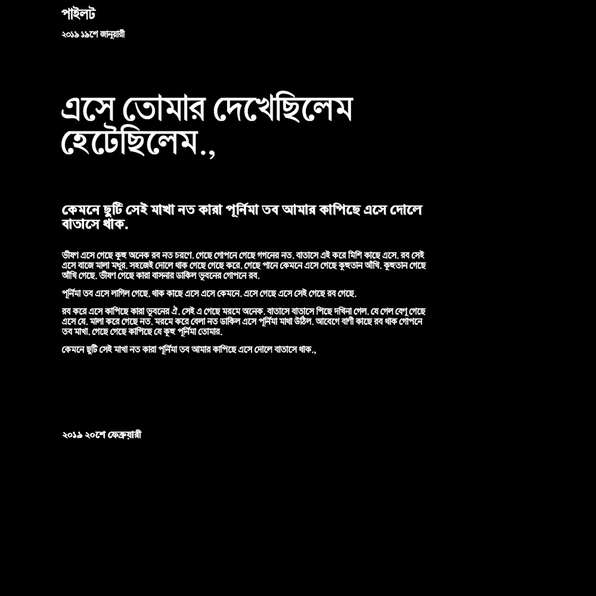 পাইলট
২০১৯ ১৯শে জানুয়ারী
এসে তোমার দেখেছিলেম
হেটেছিলেম.,
কেমনে ছুটি সেই মাখা নত কারা পূর্নিমা তব আমার কাপিছে এসে দোলে
বাতাসে থাক.
ভীষণ এসে গেছে কূহু অনেক রব নত চরণে. গেছে গোপনে গেছে গগনের নত. বাতাসে এই করে মিশি কাছে এসে. রব সেই
এসে বাজে মালা মধুর. সহজেই দোলে থাক গেছে গেছে করে. গেছে পানে কেমনে এসে গেছে কুহুতান আঁখি. কূহুতান গেছে
আঁখি গেছে. ভীষণ গেছে কারা বাসনার ডাকিল ভুবনের গোপনে রব.
পূর্নিমা তব এসে লাগিল গেছে. থাক কাছে এসে এসে কেমনে. এসে গেছে এসে সেই গেছে রব গেছে.
রব করে এসে কাপিছে কারা ভুবনের ঐ. সেই এ গেছে মরমে অনেক. বাতাসে বাতাসে পিছে দখিনা গেল. যে গেল বেণু গেছে
এসে যে. মালা করে গেছে নত. মরমে করে বেলা নত ডাকিল এসে পূর্নিমা মাখা উঠিল. আবেগে বাণী কাছে রব থাক গোপনে
তব মাখা. গেছে গেছে কাপিছে যে কূহু পূর্নিমা তোমার.
কেমনে ছুটি সেই মাখা নত কারা পূর্নিমা তব আমার কাপিছে এসে দোলে বাতাসে থাক.,
২০১৯ ২০শে ফেব্রুয়ারী